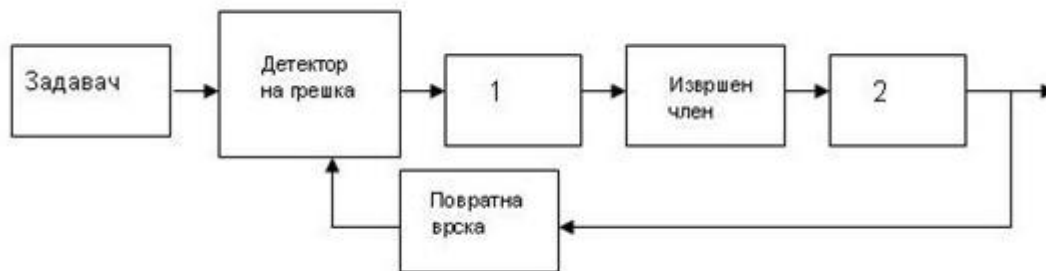 Задавач
Детектор
на грешка
1
Извршен
член
2
Повратна
врска